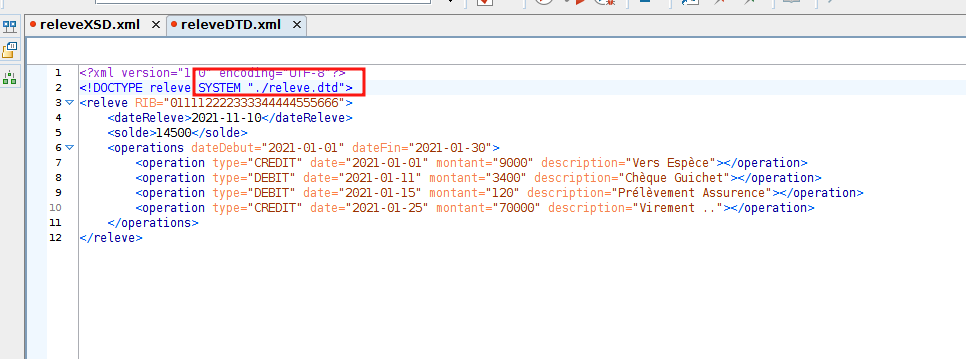 releveXSD.xml × releveDTD.xml ×
1 <?xml version="1.0" encoding="UTF-8"?>
2 <!DOCTYPE releve SYSTEM "./releve.dtd">
3 <releve RIB="011112222333344444555666">
4 <dateReleve>2021-11-10</dateReleve>
5 <solde>14500</solde>
6 <operations dateDebut="2021-01-01" dateFin="2021-01-30">
7 <operation type="CREDIT" date="2021-01-01" montant="9000" description="Vers Espèce"></operation>
8 <operation type="DEBIT" date="2021-01-11" montant="3400" description="Chèque Guichet"></operation>
9 <operation type="DEBIT" date="2021-01-15" montant="120" description="Prélèvement Assurence"></operation>
10 <operation type="CREDIT" date="2021-01-25" montant="70000" description="Virement .."></operation>
11 </operations>
12 </releve>